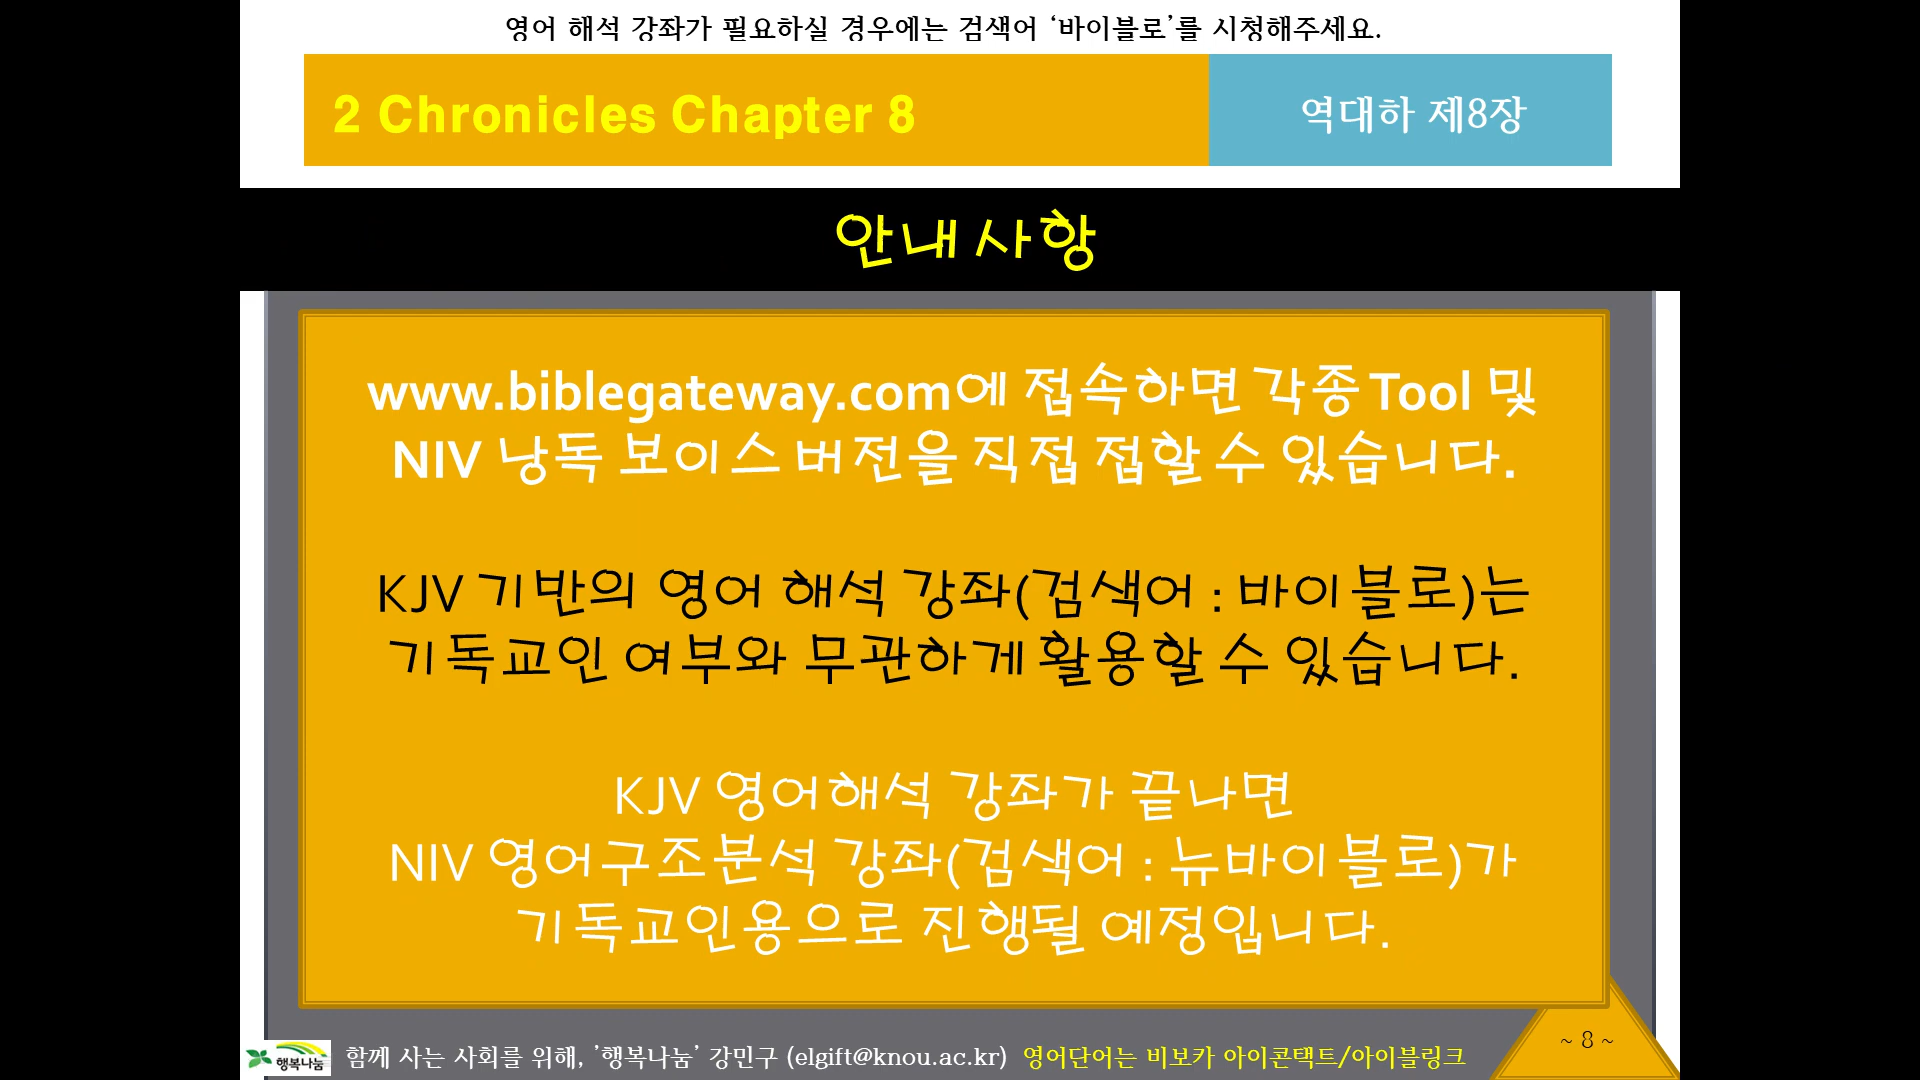 영어 해석 강좌가 필요하실 경우에는 검색어 ‘바이블로’를 시청해주세요.
2 Chronicles Chapter 8
역대하 제8장
안내사항
www.biblegateway.com에 접속하면 각종 Tool 및
NIV 낭독 보이스 버전을 직접 접할 수 있습니다.
KJV 기반의 영어 해석 강좌(검색어 : 바이블로)는
기독교인 여부와 무관하게 활용할 수 있습니다.
KJV 영어해석 강좌가 끝나면
NIV 영어구조분석 강좌(검색어 : 뉴바이블로)가
기독교인용으로 진행될 예정입니다.
~ 8 ~
행복나눔 함께 사는 사회를 위해, ’행복나눔’ 강민구 (elgift@knou.ac.kr) 영어단어는 비보카 아이콘택트/아이블링크